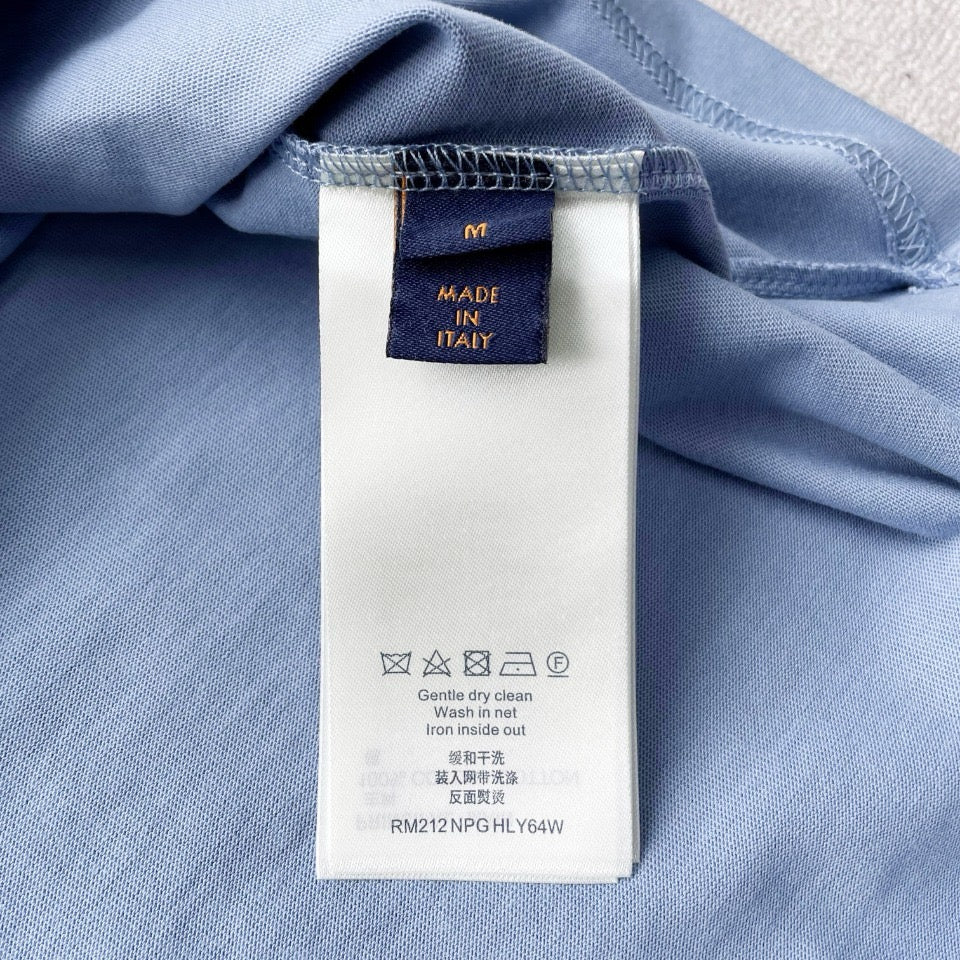 M
MADE
IN
ITALY
F
Gentle dry clean
Wash in net
Iron inside out
缓和干洗
装入网带洗涤
反面熨烫
RM212 NPG HLY64W